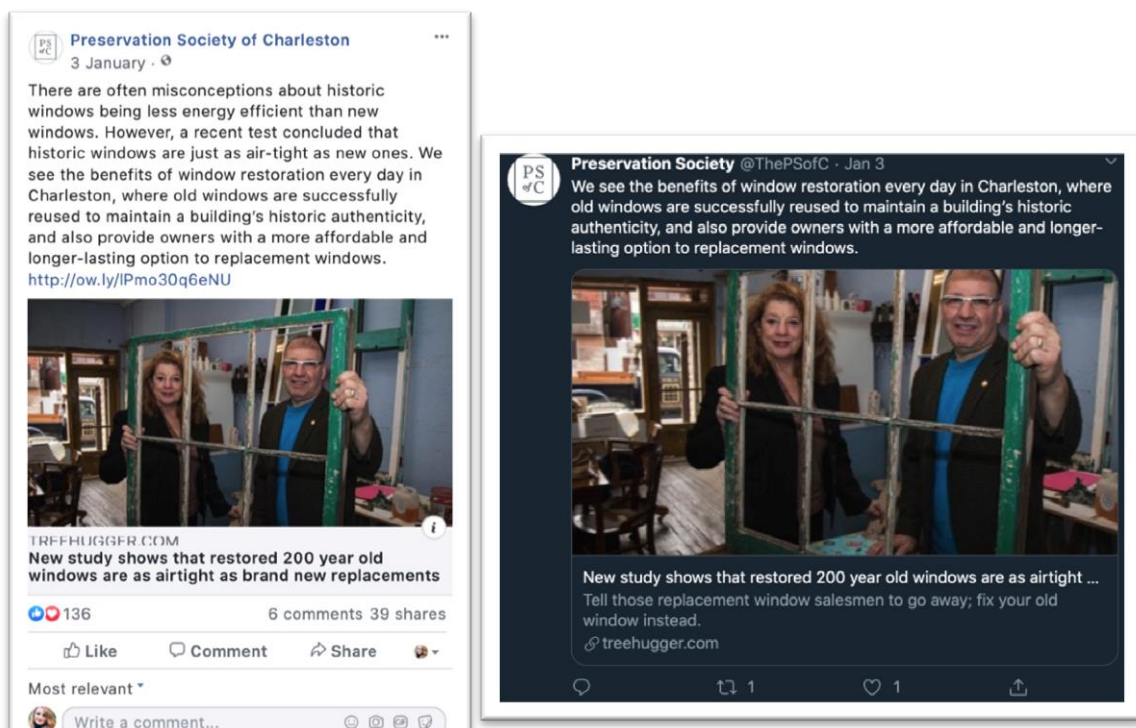 PS
of C
Preservation Society of Charleston
3 January ·
There are often misconceptions about historic
windows being less energy efficient than new
windows. However, a recent test concluded that
historic windows are just as air-tight as new ones. We
see the benefits of window restoration every day in
Charleston, where old windows are successfully
reused to maintain a building's historic authenticity,
and also provide owners with a more affordable and
longer-lasting option to replacement windows.
http://ow.ly/lPmo30q6eNU
i
TREEHUGGER.COM
New study shows that restored 200 year old
windows are as airtight as brand new replacements
136 6 comments 39 shares
Like Comment Share
Most relevant
Write a comment...
PS
of C
Preservation Society @ThePSofC · Jan 3
We see the benefits of window restoration every day in Charleston, where
old windows are successfully reused to maintain a building's historic
authenticity, and also provide owners with a more affordable and longer-
lasting option to replacement windows.
New study shows that restored 200 year old windows are as airtight ...
Tell those replacement window salesmen to go away; fix your old
window instead.
treehugger.com
1 1